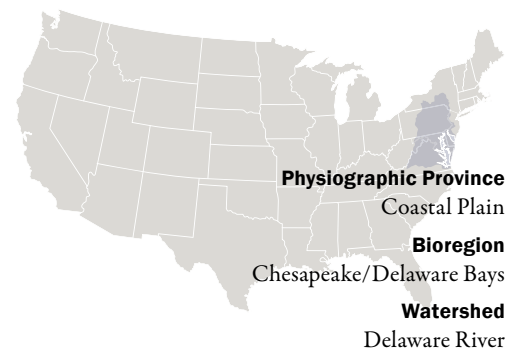 Physiographic Province
Coastal Plain
Bioregion
Chesapeake/Delaware Bays
Watershed
Delaware River